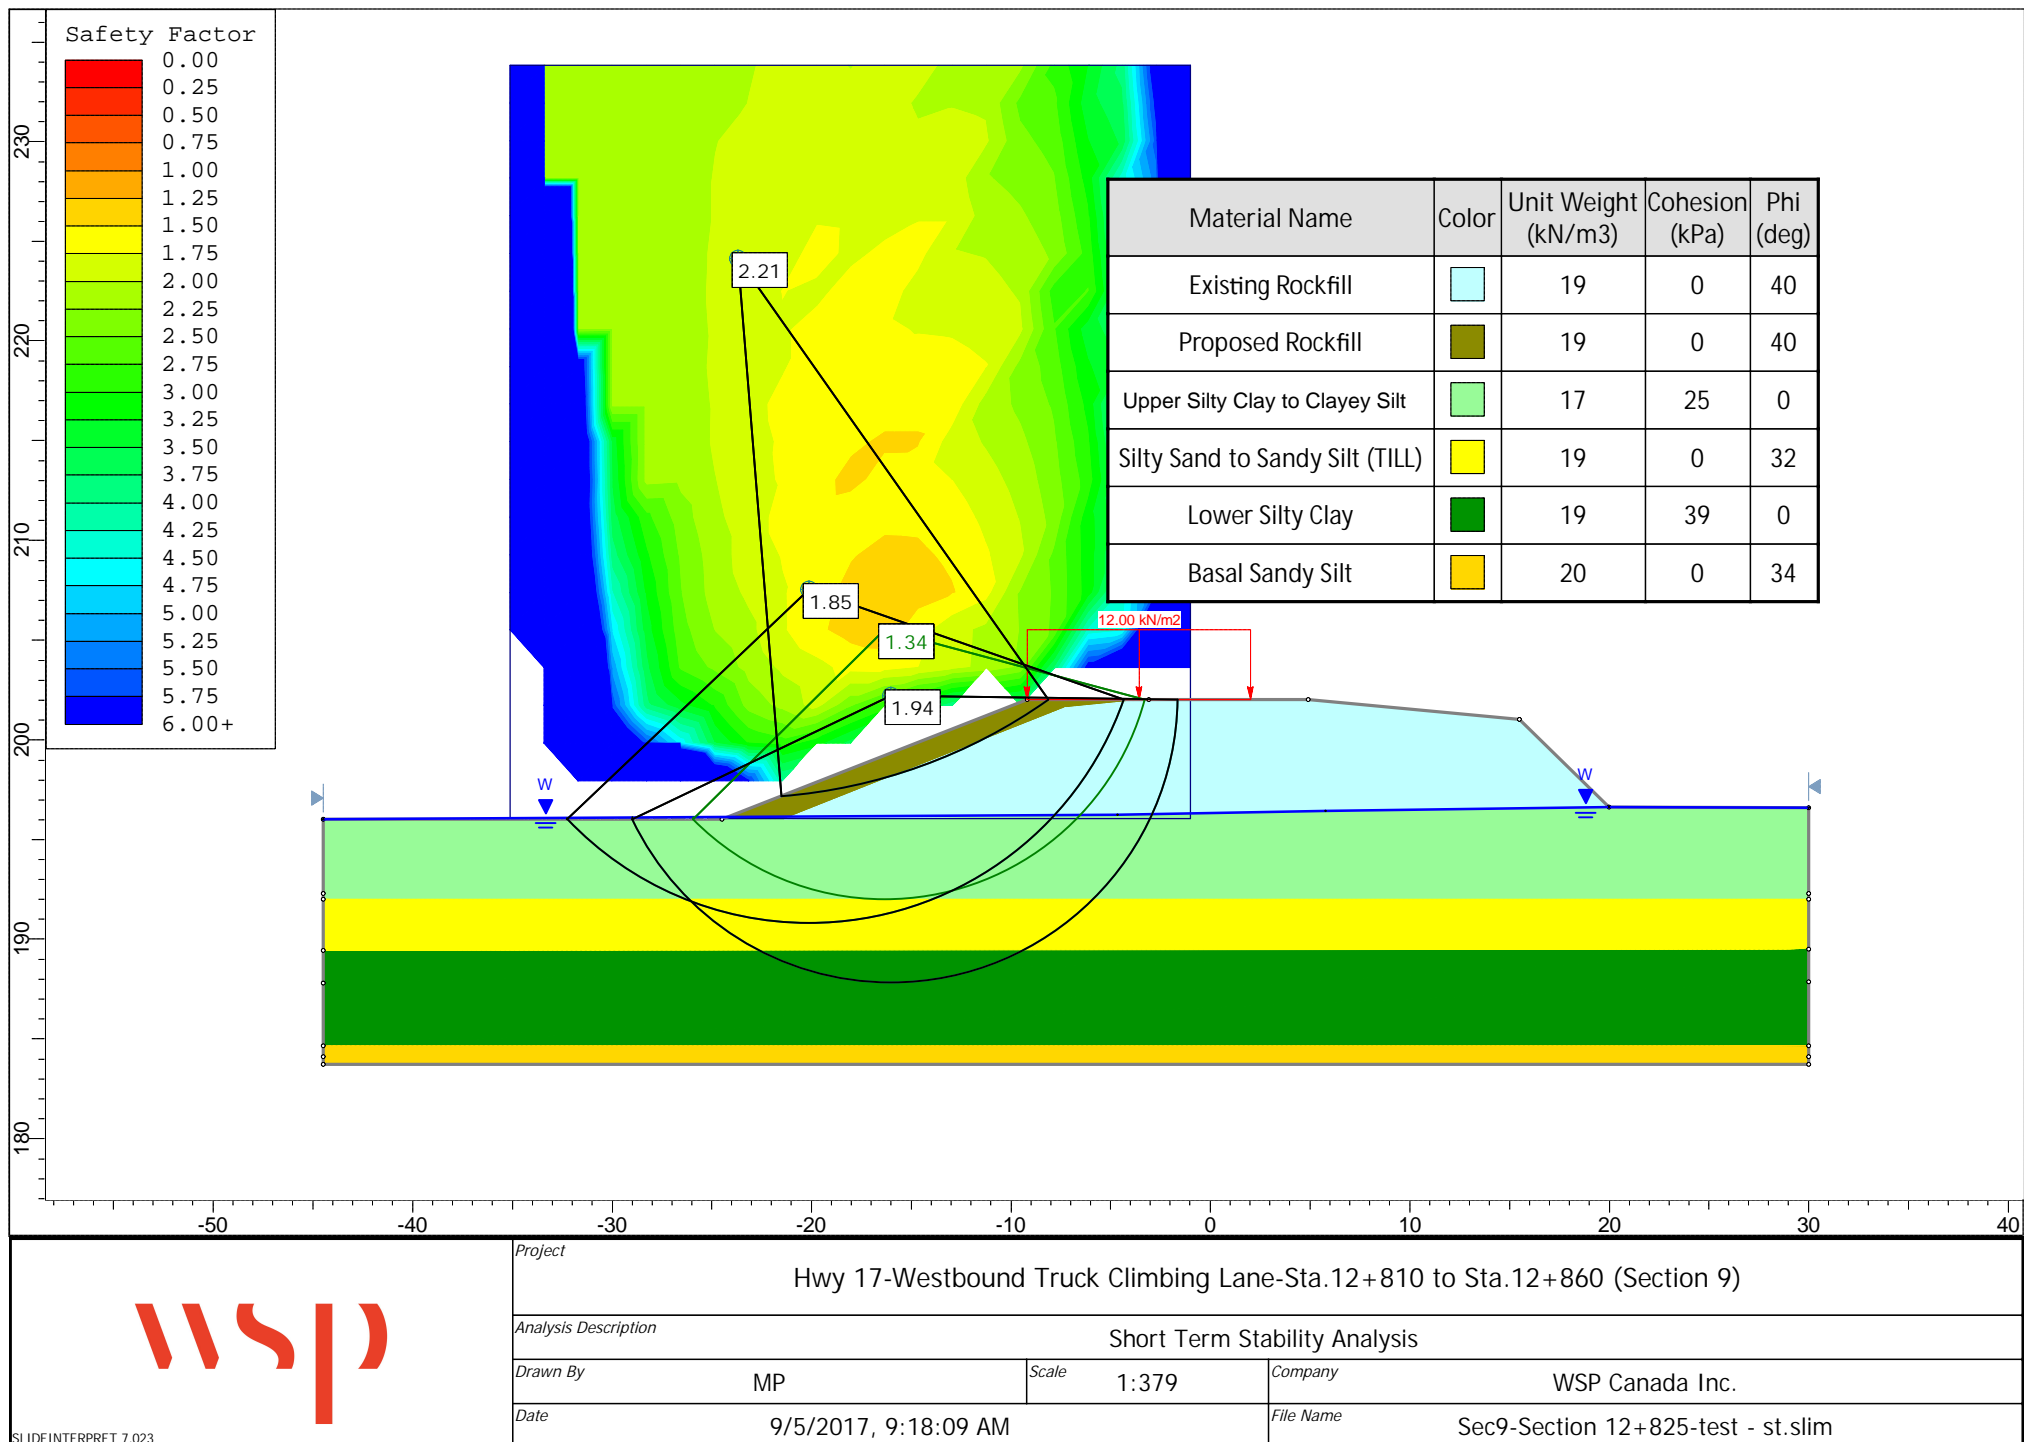 Safety Factor
0.00
0.25
0.50
0.75
1.00
1.25
1.50
1.75
2.00
2.25
2.50
2.75
3.00
3.25
3.50
3.75
4.00
4.25
4.50
4.75
5.00
5.25
5.50
5.75
6.00+
230
220
210
200
190
180
-50 -40 -30 -20 -10 0 10 20 30 40
2.21
1.85
1.34
1.94
12.00 kN/m2
W
W
Material Name Color Unit Weight (kN/m3) Cohesion (kPa) Phi (deg)
Existing Rockfill 19 0 40
Proposed Rockfill 19 0 40
Upper Silty Clay to Clayey Silt 17 25 0
Silty Sand to Sandy Silt (TILL) 19 0 32
Lower Silty Clay 19 39 0
Basal Sandy Silt 20 0 34
wsp
SLIDEINTERPRET 7.023
Project
Hwy 17-Westbound Truck Climbing Lane-Sta.12+810 to Sta.12+860 (Section 9)
Analysis Description
Short Term Stability Analysis
Drawn By MP Scale 1:379 Company WSP Canada Inc.
Date 9/5/2017, 9:18:09 AM File Name Sec9-Section 12+825-test - st.slim